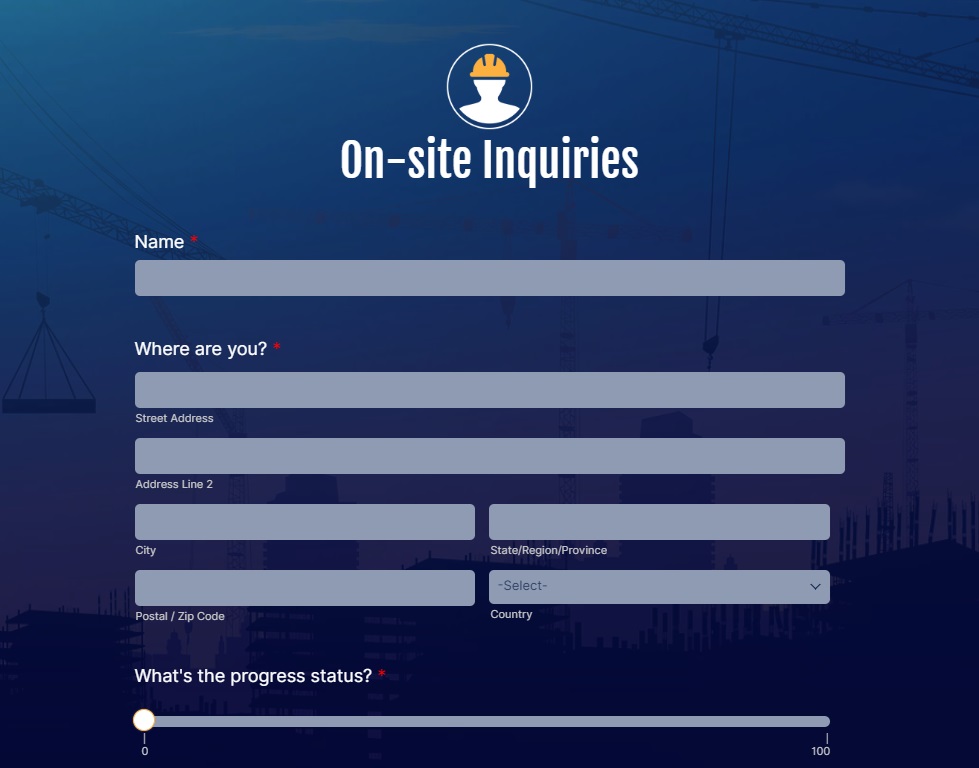 On-site Inquiries
Name *
Where are you? *
Street Address
Address Line 2
City State/Region/Province
-Select-
Postal / Zip Code Country
What's the progress status? *
0 100